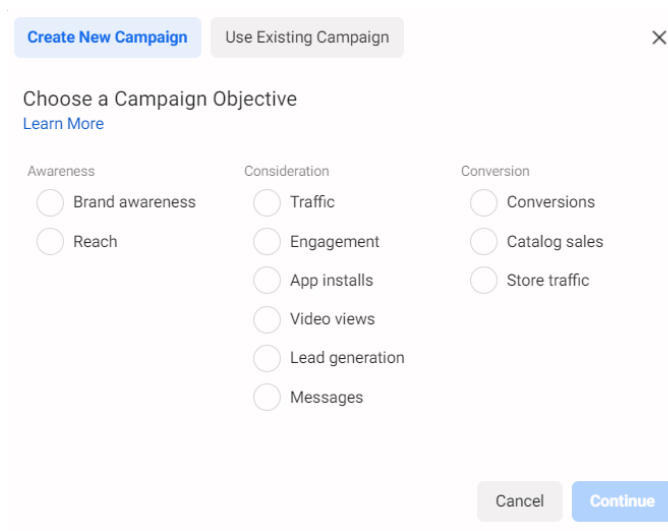 Create New Campaign
Use Existing Campaign
Choose a Campaign Objective
Learn More
Awareness
Brand awareness
Reach
Consideration
Traffic
Engagement
App installs
Video views
Lead generation
Messages
Conversion
Conversions
Catalog sales
Store traffic
Cancel
Continue